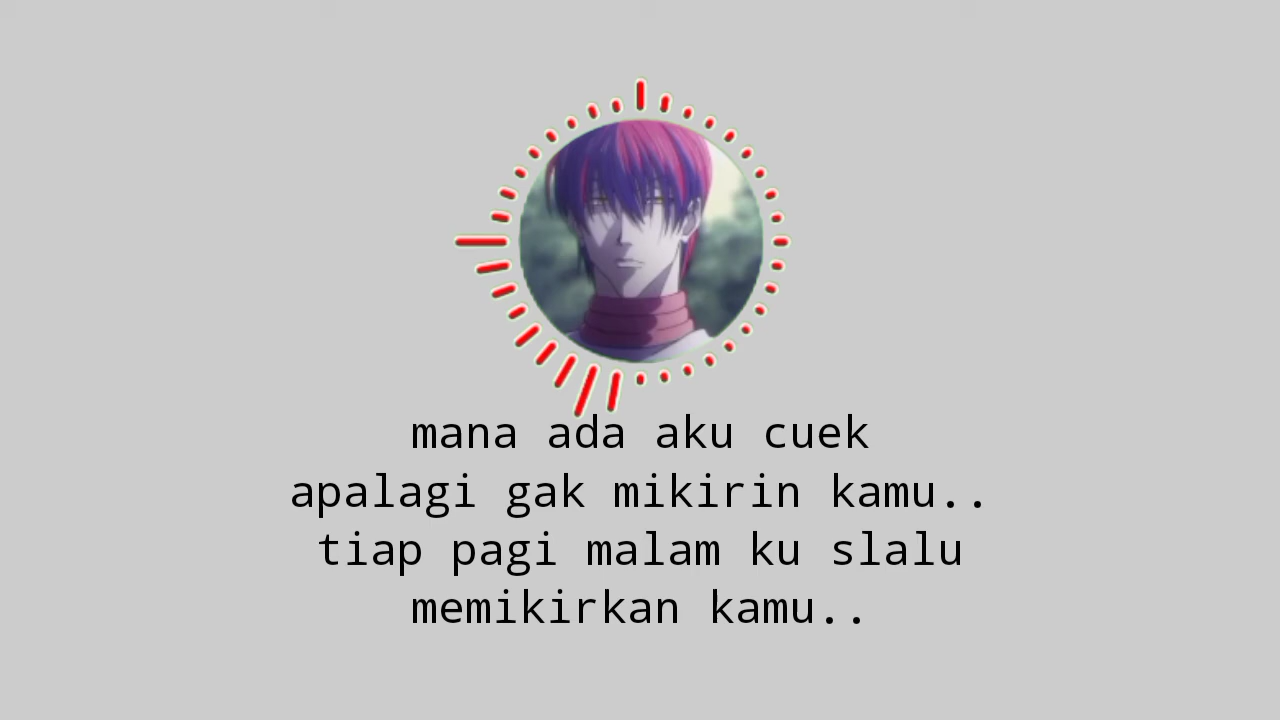 mana ada aku cuek
apalagi gak mikirin kamu..
tiap pagi malam ku slalu
memikirkan kamu..